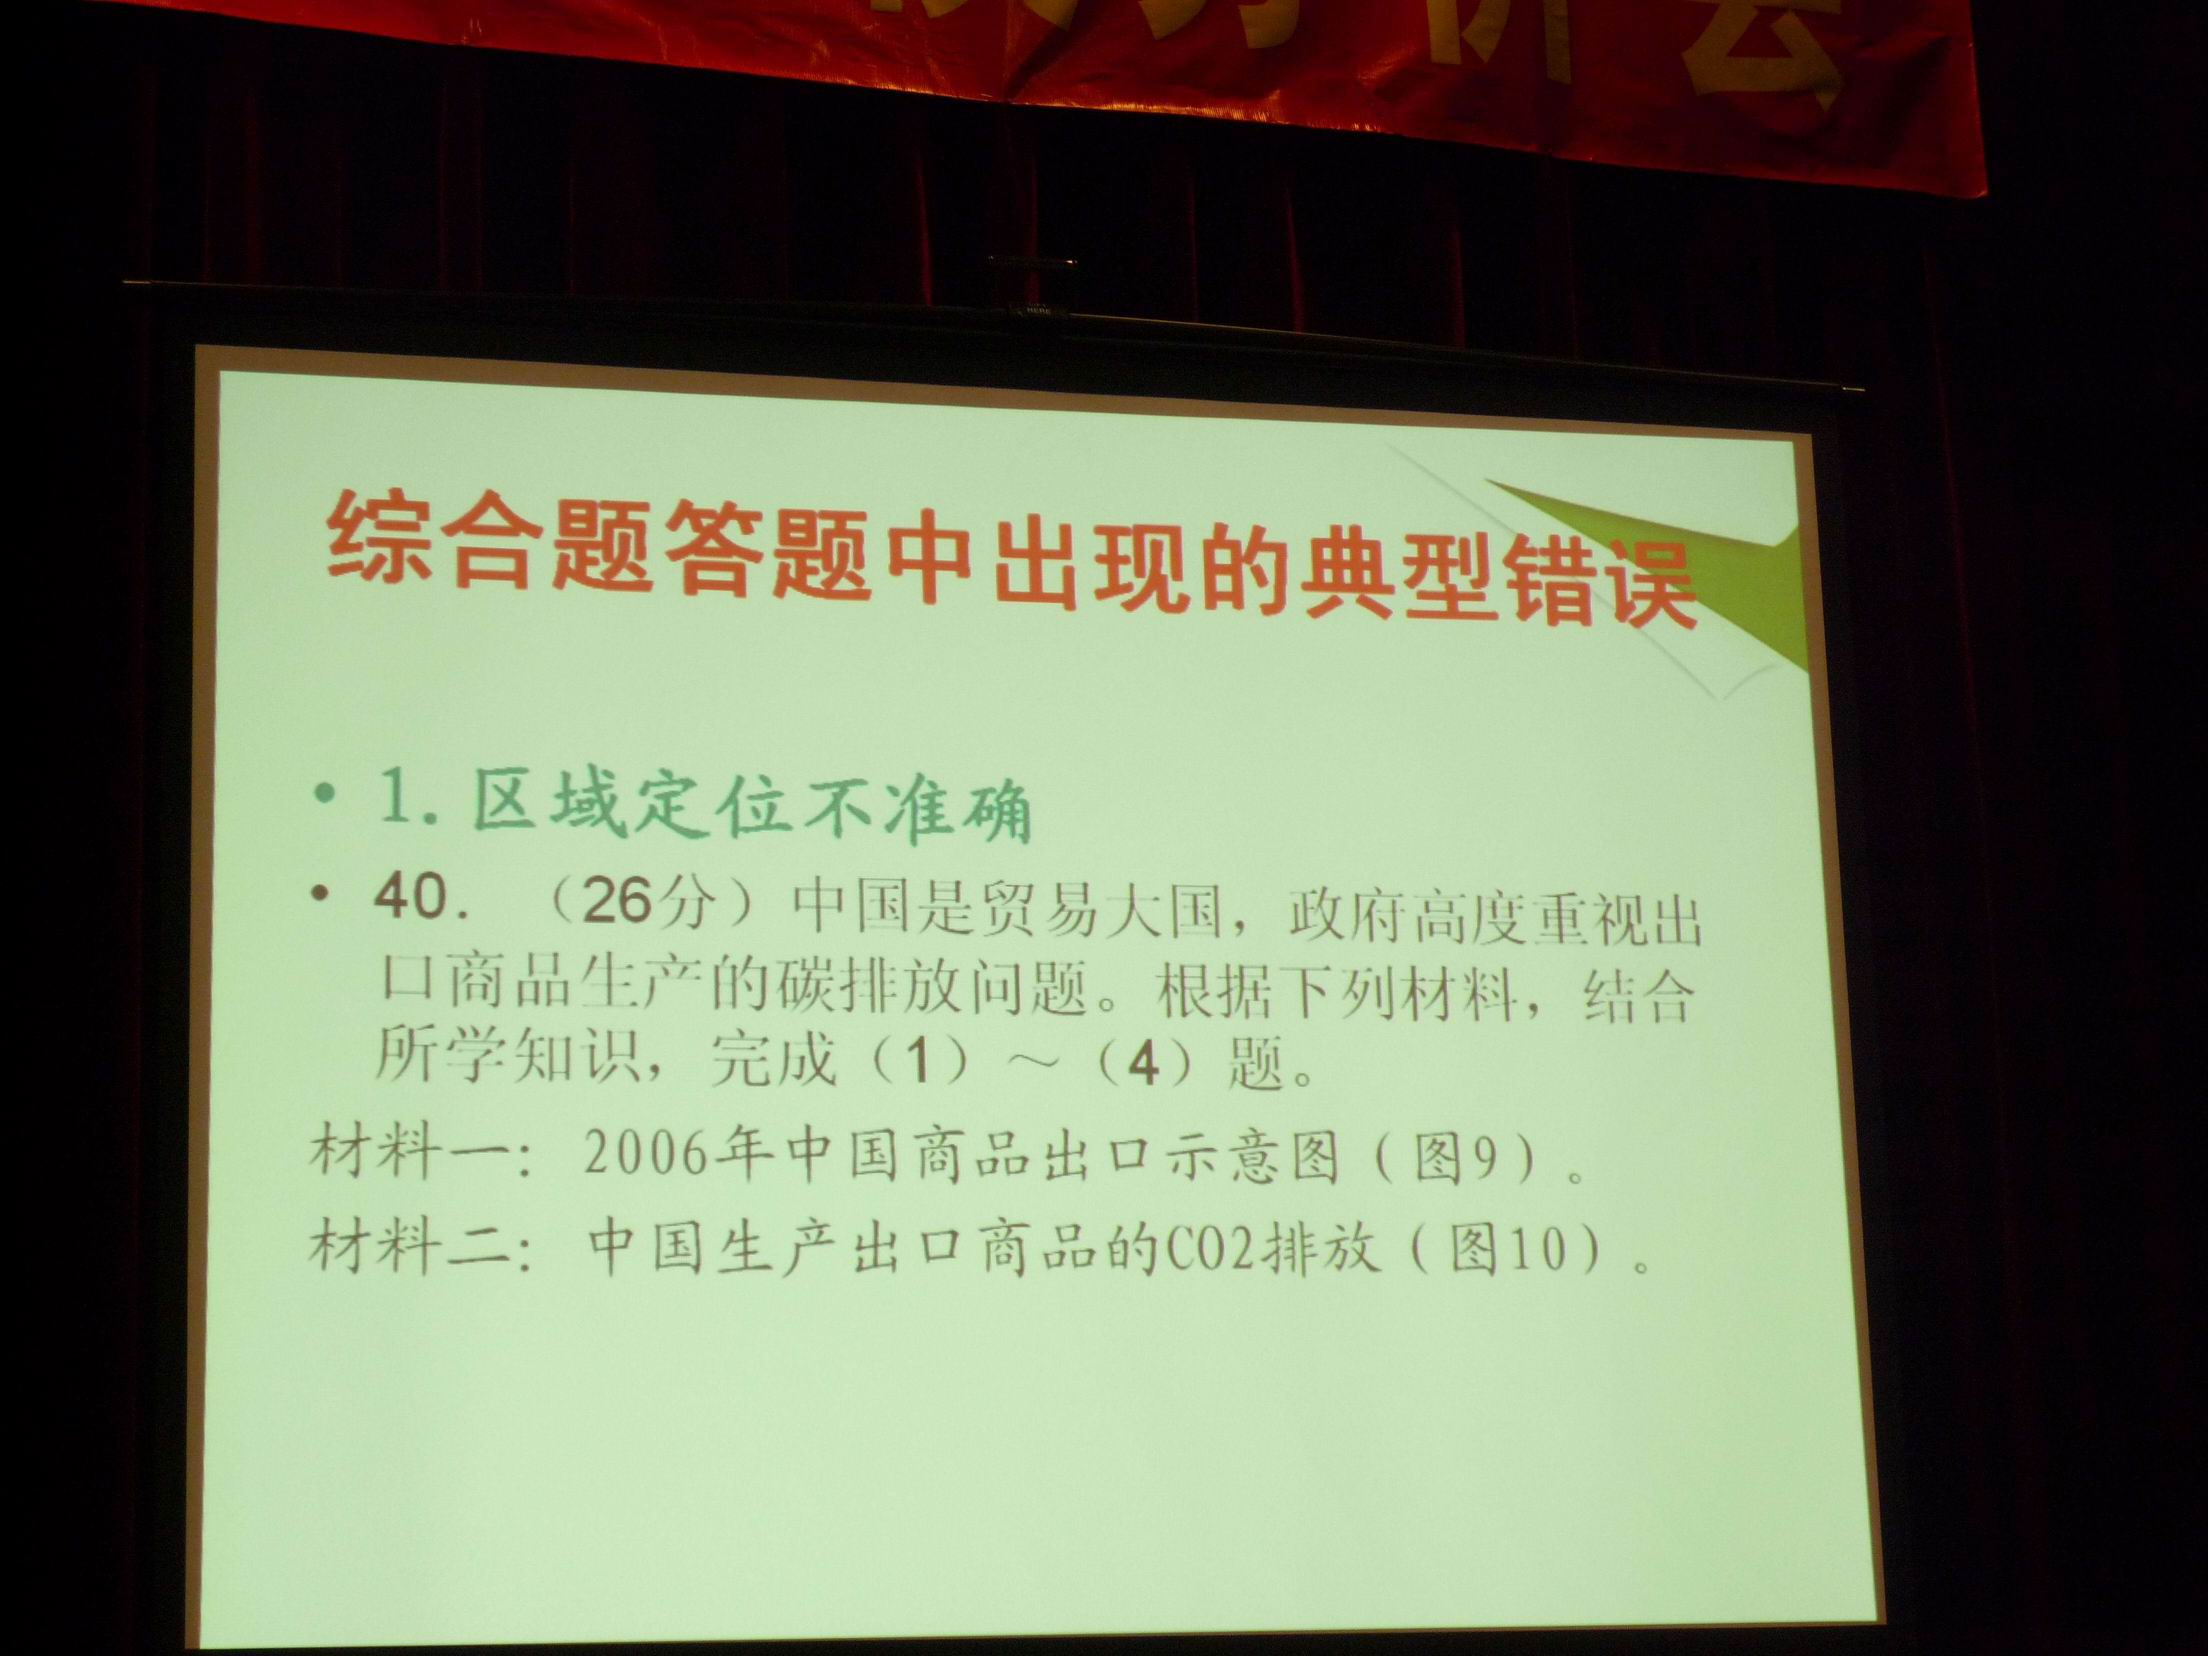 分析会
综合题答题中出现的典型错误
• 1.区域定位不准确
• 40. （26分）中国是贸易大国，政府高度重视出
口商品生产的碳排放问题。根据下列材料，结合
所学知识，完成（1）～（4）题。
材料一：2006年中国商品出口示意图（图9）。
材料二：中国生产出口商品的CO2排放（图10）。